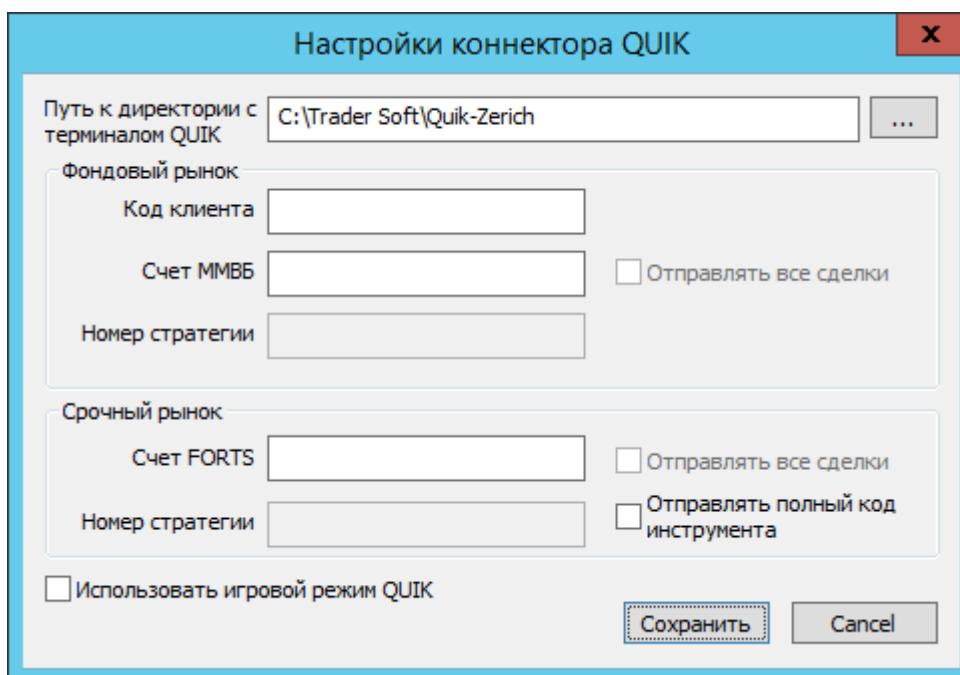 Настройки коннектора QUIK
x
Путь к директории с
терминалом QUIK
C:\Trader Soft\Quik-Zerich
...
Фондовый рынок
Код клиента
Счет ММВБ
Отправлять все сделки
Номер стратегии
Срочный рынок
Счет FORTS
Отправлять все сделки
Номер стратегии
Отправлять полный код
инструмента
Использовать игровой режим QUIK
Сохранить
Cancel